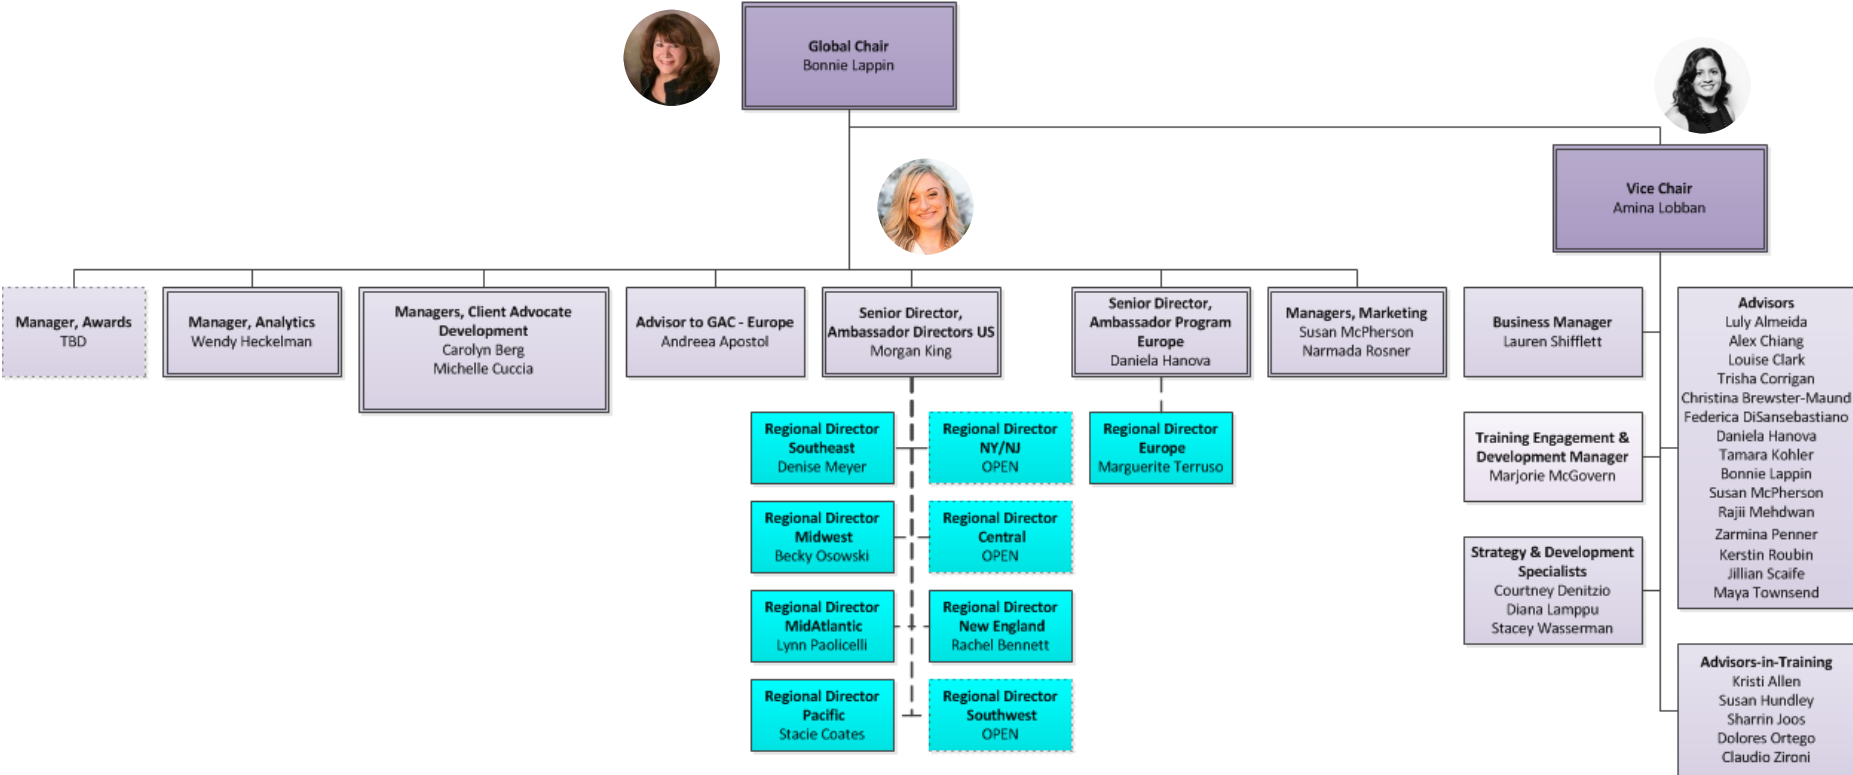 Global Chair
Bonnie Lappin
Vice Chair
Amina Lobban
Manager, Awards
TBD
Manager, Analytics
Wendy Heckelman
Managers, Client Advocate
Development
Carolyn Berg
Michelle Cuccia
Advisor to GAC - Europe
Andreea Apostol
Senior Director,
Ambassador Directors US
Morgan King
Senior Director,
Ambassador Program
Europe
Daniela Hanova
Managers, Marketing
Susan McPherson
Narmada Rosner
Regional Director
Southeast
Denise Meyer
Regional Director
NY/NJ
OPEN
Regional Director
Europe
Marguerite Terruso
Regional Director
Midwest
Becky Osowski
Regional Director
Central
OPEN
Regional Director
MidAtlantic
Lynn Paolicelli
Regional Director
New England
Rachel Bennett
Regional Director
Pacific
Stacie Coates
Regional Director
Southwest
OPEN
Business Manager
Lauren Shifflett
Training Engagement &
Development Manager
Marjorie McGovern
Strategy & Development
Specialists
Courtney Denitzio
Diana Lamppu
Stacey Wasserman
Advisors
Luly Almeida
Alex Chiang
Louise Clark
Trisha Corrigan
Christina Brewster-Maund
Federica DiSansebastiano
Daniela Hanova
Tamara Kohler
Bonnie Lappin
Susan McPherson
Rajii Mehdwan
Zarmina Penner
Kerstin Roubin
Jillian Scaife
Maya Townsend
Advisors-in-Training
Kristi Allen
Susan Hundley
Sharrin Joos
Dolores Ortego
Claudio Zironi